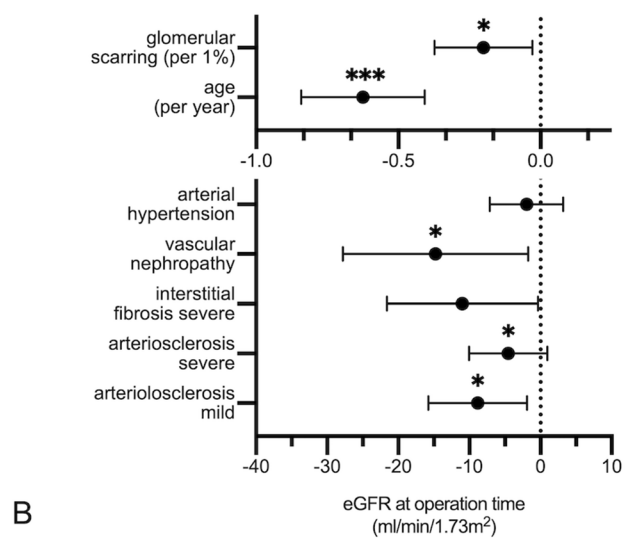 glomerular
scarring (per 1%)
*
age
(per year)
***
-1.0 -0.5 0.0
arterial
hypertension
vascular
nephropathy
*
interstitial
fibrosis severe
arteriosclerosis
severe
*
arteriolosclerosis
mild
*
-40 -30 -20 -10 0 10
B
eGFR at operation time
(ml/min/1.73m²)